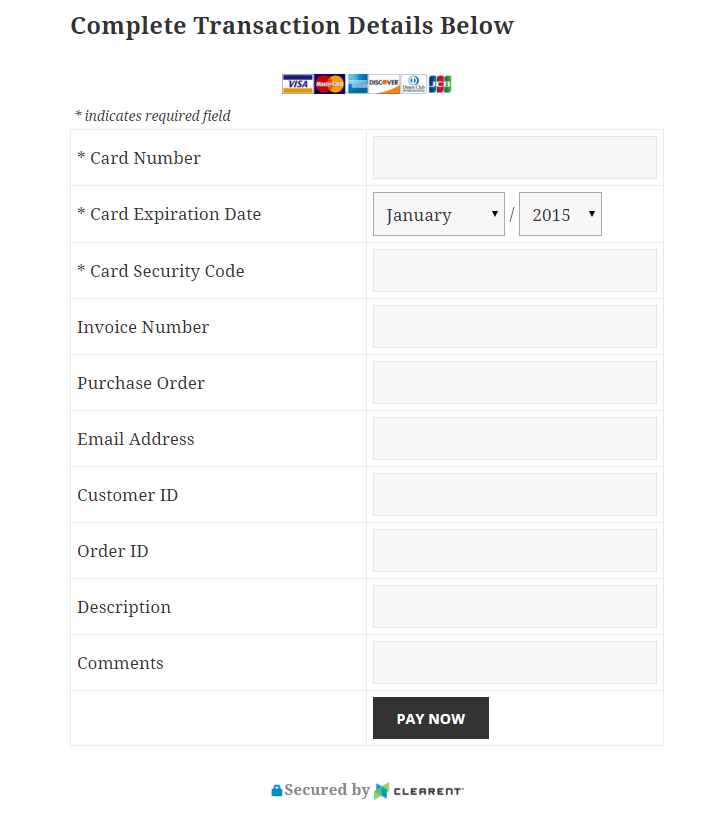 Complete Transaction Details Below
VISA MasterCard DISCOVER Diners Club JCB
* indicates required field
* Card Number
* Card Expiration Date January / 2015
* Card Security Code
Invoice Number
Purchase Order
Email Address
Customer ID
Order ID
Description
Comments
PAY NOW
Secured by CLEARENT